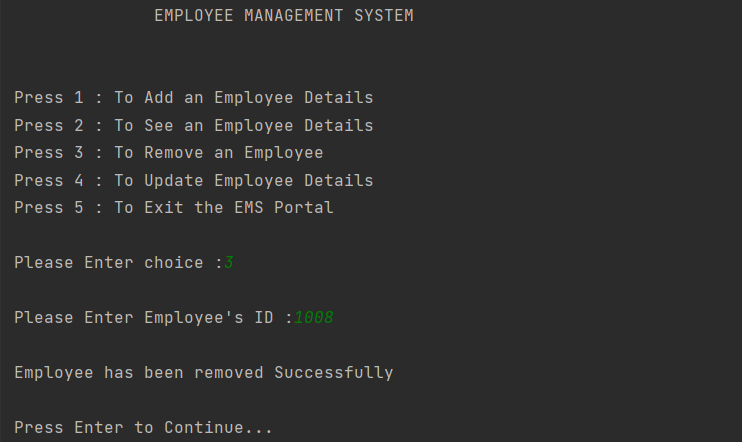 EMPLOYEE MANAGEMENT SYSTEM
Press 1 : To Add an Employee Details
Press 2 : To See an Employee Details
Press 3 : To Remove an Employee
Press 4 : To Update Employee Details
Press 5 : To Exit the EMS Portal
Please Enter choice :3
Please Enter Employee's ID :1008
Employee has been removed Successfully
Press Enter to Continue...